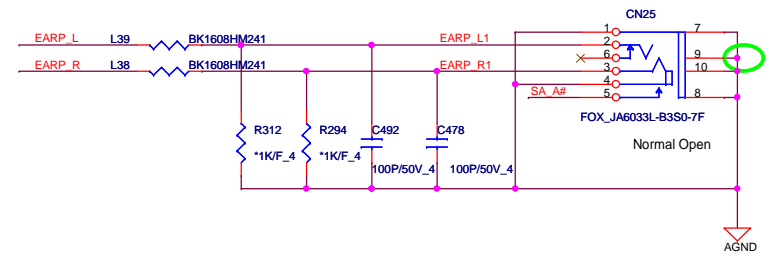 CN25
EARP_L L39 BK1608HM241 EARP_L1 1 7
2
6 9
EARP_R L38 BK1608HM241 EARP_R1 3 10
4
SA_A# 5 8
FOX_JA6033L-B3S0-7F
R312 R294 C492 C478
Normal Open
*1K/F_4 *1K/F_4 100P/50V_4 100P/50V_4
AGND